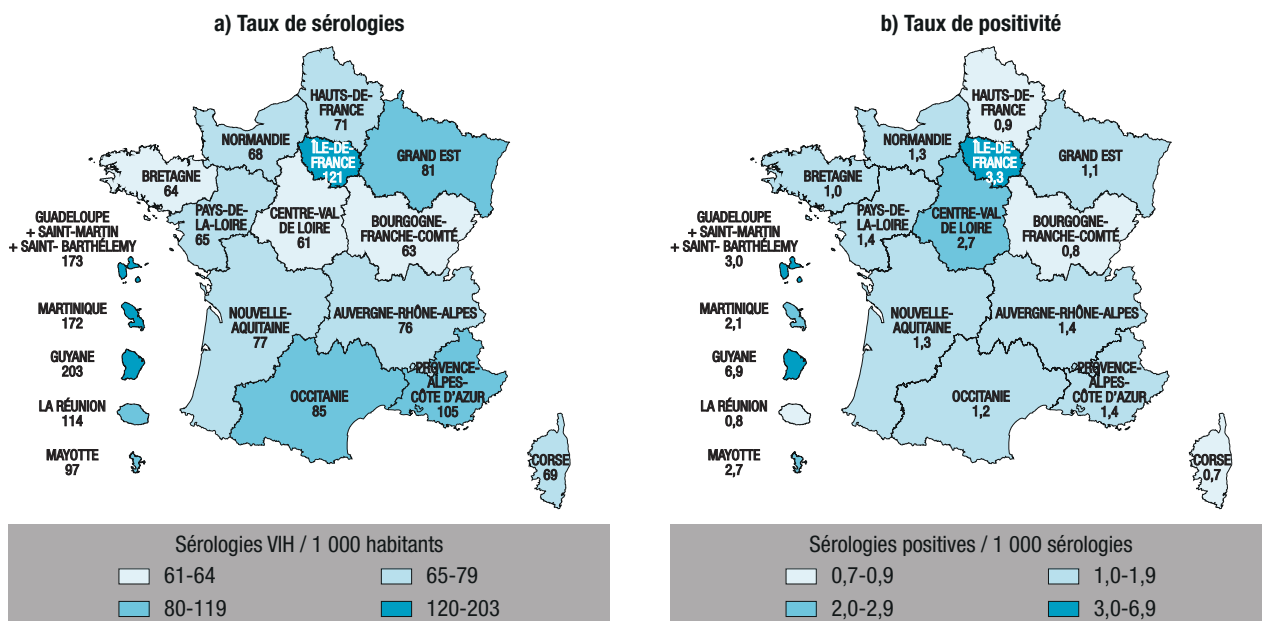 a) Taux de sérologies
HAUTS-DE-
FRANCE
71
NORMANDIE
68
ÎLE-DE-
FRANCE
121
GRAND EST
81
BRETAGNE
64
PAYS-DE-
LA-LOIRE
65
CENTRE-VAL
DE LOIRE
61
BOURGOGNE-
FRANCHE-COMTÉ
63
GUADELOUPE
+ SAINT-MARTIN
+ SAINT- BARTHÉLEMY
173
MARTINIQUE
172
GUYANE
203
LA RÉUNION
114
MAYOTTE
97
NOUVELLE-
AQUITAINE
77
AUVERGNE-RHÔNE-ALPES
76
OCCITANIE
85
PROVENCE-
ALPES-
CÔTE D'AZUR
105
CORSE
69
Sérologies VIH / 1 000 habitants
61-64
65-79
80-119
120-203
b) Taux de positivité
HAUTS-DE-
FRANCE
0,9
NORMANDIE
1,3
ÎLE-DE-
FRANCE
3,3
GRAND EST
1,1
BRETAGNE
1,0
PAYS-DE-
LA-LOIRE
1,4
CENTRE-VAL
DE LOIRE
2,7
BOURGOGNE-
FRANCHE-COMTÉ
0,8
GUADELOUPE
+ SAINT-MARTIN
+ SAINT- BARTHÉLEMY
3,0
MARTINIQUE
2,1
GUYANE
6,9
LA RÉUNION
0,8
MAYOTTE
2,7
NOUVELLE-
AQUITAINE
1,3
AUVERGNE-RHÔNE-ALPES
1,4
OCCITANIE
1,2
PROVENCE-
ALPES-
CÔTE D'AZUR
1,4
CORSE
0,7
Sérologies positives / 1 000 sérologies
0,7-0,9
1,0-1,9
2,0-2,9
3,0-6,9